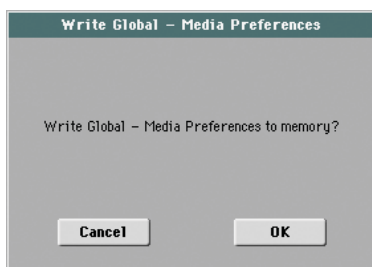 Write Global – Media Preferences
Write Global – Media Preferences to memory?
Cancel OK